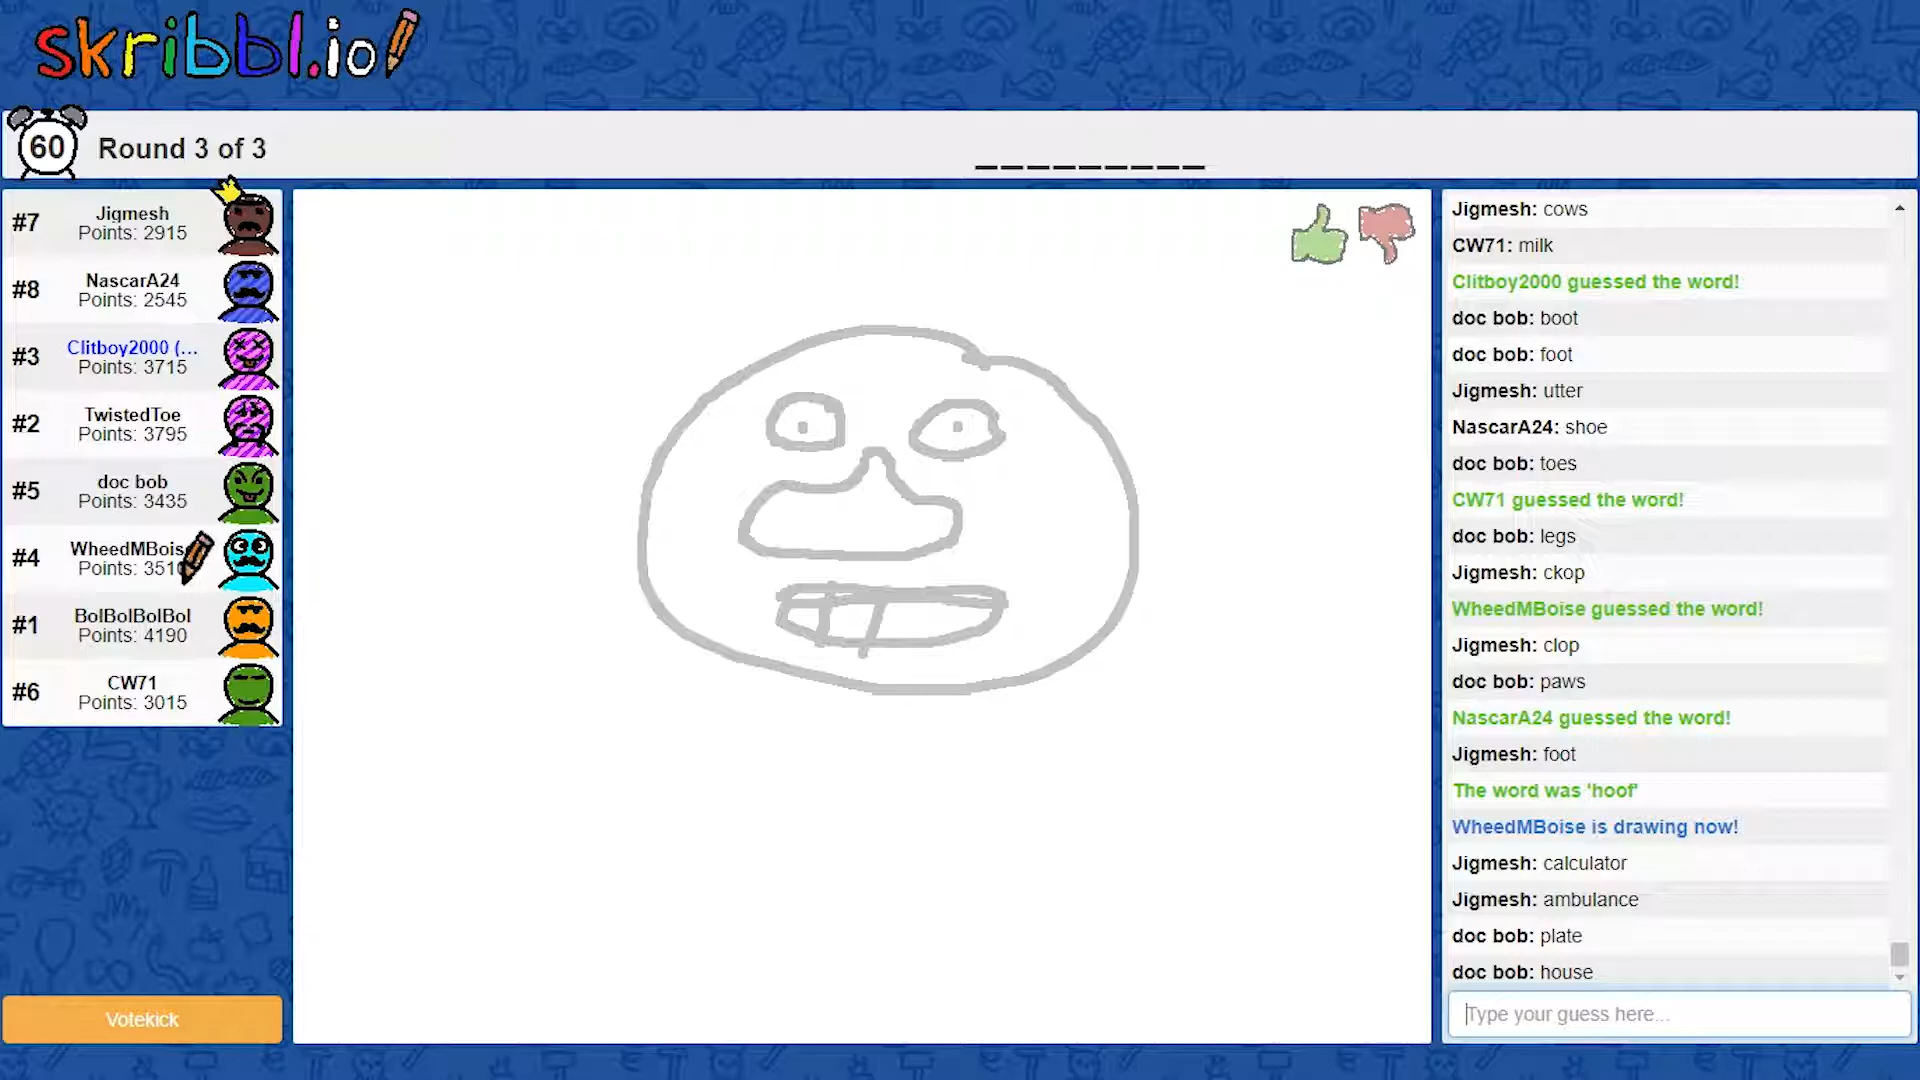 skribbl.io
60
Round 3 of 3
_________
#7
Jigmesh
Points: 2915
#8
NascarA24
Points: 2545
#3
Clitboy2000 (...
Points: 3715
#2
TwistedToe
Points: 3795
#5
doc bob
Points: 3435
#4
WheedMBoise
Points: 3510
#1
BolBolBolBol
Points: 4190
#6
CW71
Points: 3015
Votekick
Jigmesh: cows
CW71: milk
Clitboy2000 guessed the word!
doc bob: boot
doc bob: foot
Jigmesh: utter
NascarA24: shoe
doc bob: toes
CW71 guessed the word!
doc bob: legs
Jigmesh: ckop
WheedMBoise guessed the word!
Jigmesh: clop
doc bob: paws
NascarA24 guessed the word!
Jigmesh: foot
The word was 'hoof'
WheedMBoise is drawing now!
Jigmesh: calculator
Jigmesh: ambulance
doc bob: plate
doc bob: house
Type your guess here...